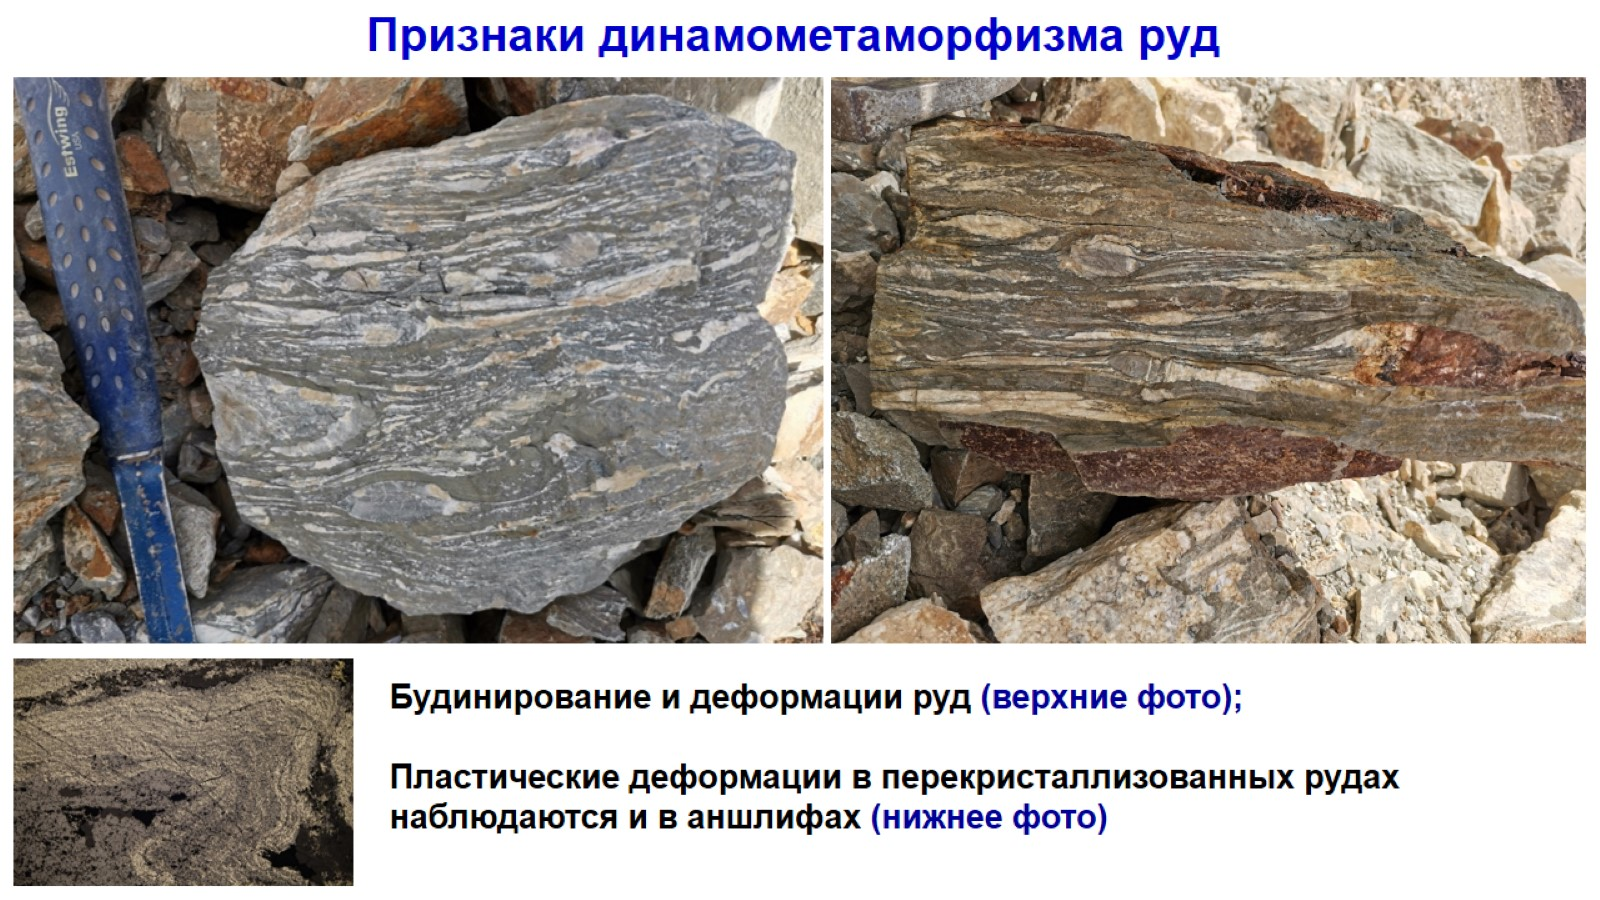 Признаки динамометаморфизма руд
Estwing
USA
Будинирование и деформации руд (верхние фото);
Пластические деформации в перекристаллизованных рудах
наблюдаются и в аншлифах (нижнее фото)